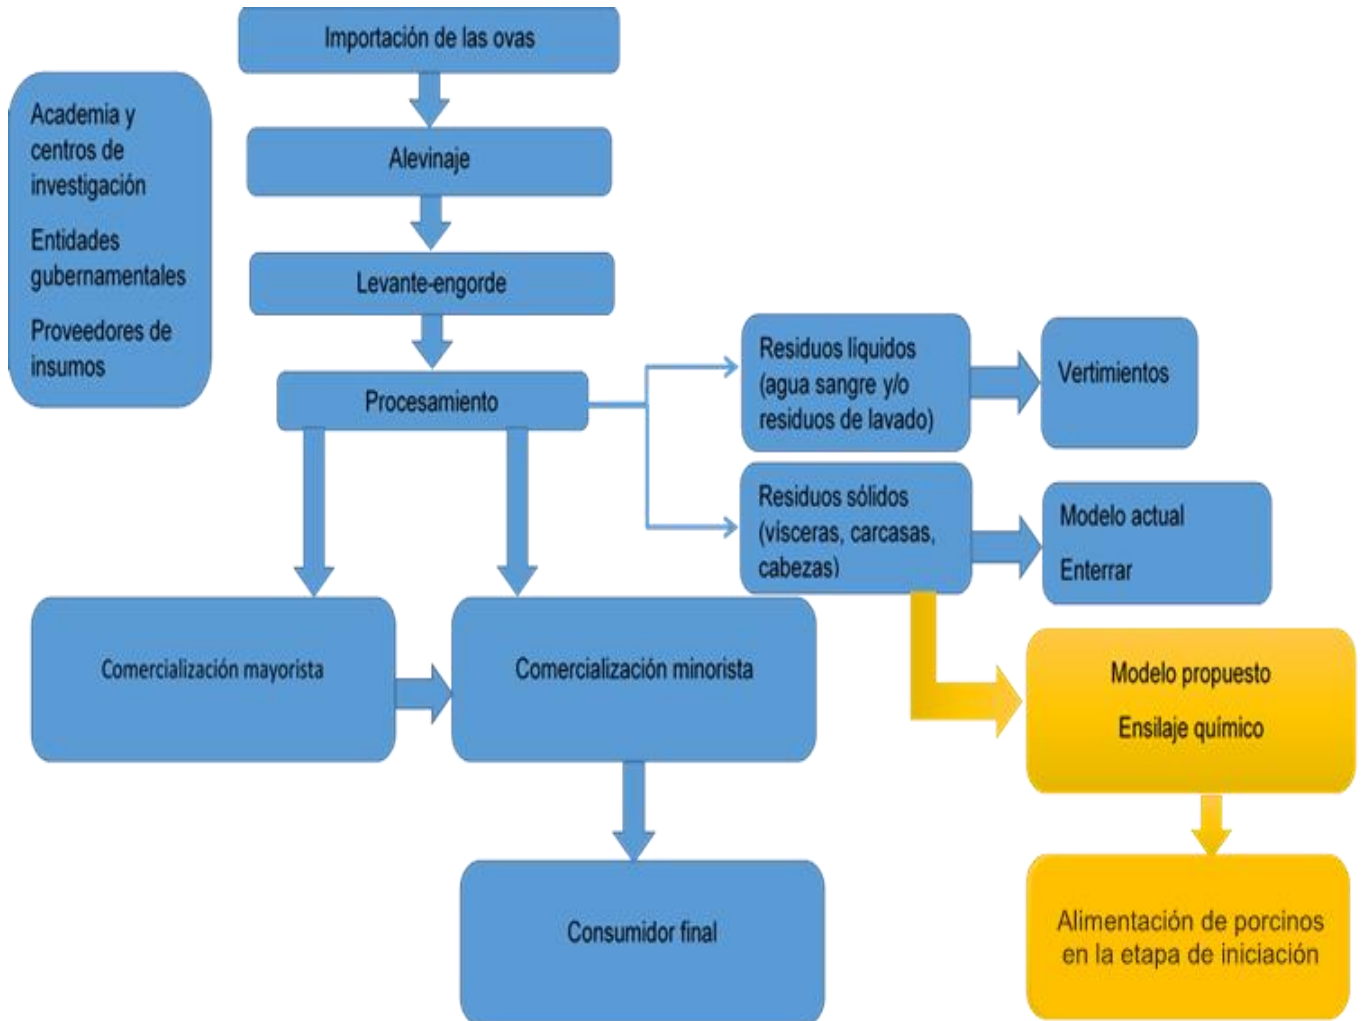 Importación de las ovas
Academia y
centros de
investigación
Entidades
gubernamentales
Proveedores de
insumos
Alevinaje
Levante-engorde
Procesamiento
Residuos liquidos
(agua sangre y/o
residuos de lavado)
Vertimientos
Residuos sólidos
(visceras, carcasas,
cabezas)
Modelo actual
Enterrar
Comercialización mayorista
Comercialización minorista
Modelo propuesto
Ensilaje químico
Consumidor final
Alimentación de porcinos
en la etapa de iniciación